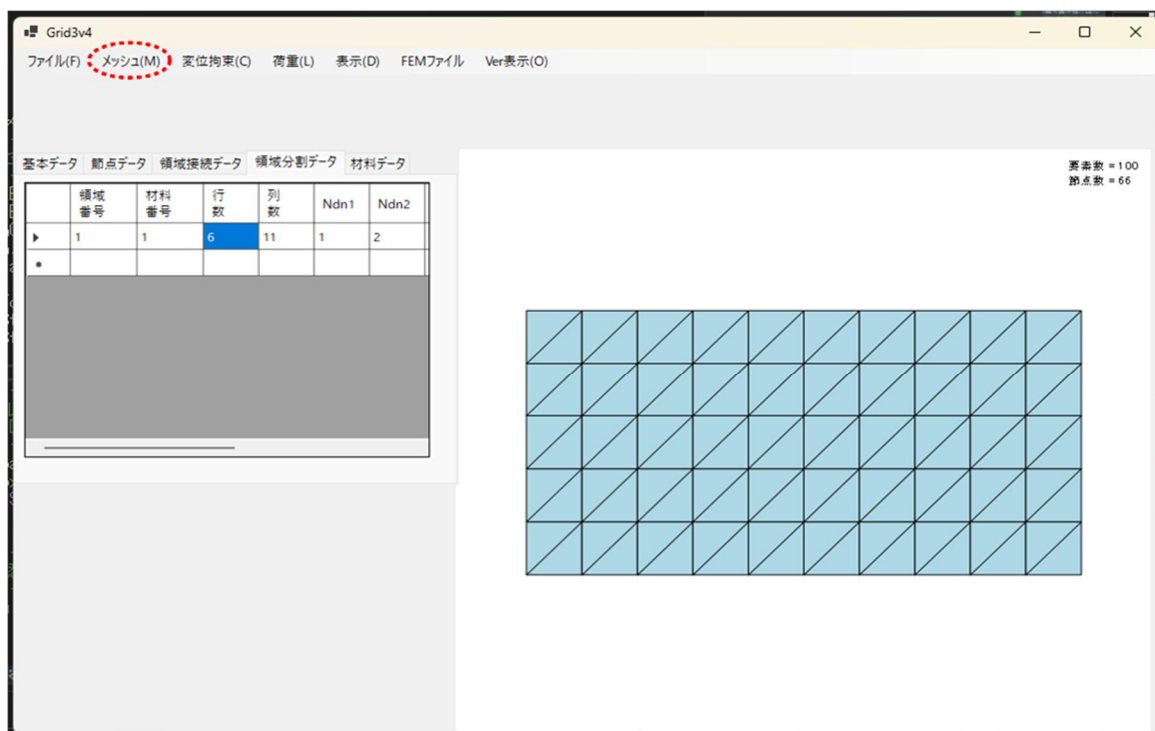 Grid3v4
ファイル(F) メッシュ(M) 変位拘束(C) 荷重(L) 表示(D) FEMファイル Ver表示(O)
基本データ 節点データ 領域接続データ 領域分割データ 材料データ
領域番号 材料番号 行数 列数 Ndn1 Ndn2
1 1 6 11 1 2
要素数 = 100
節点数 = 66